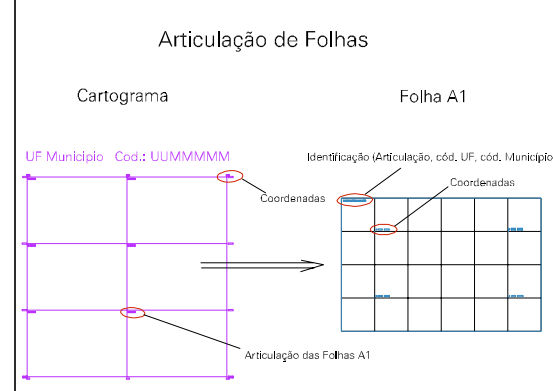 Articulação de Folhas
Cartograma
Folha A1
UF Municipio Cod.: UUMMMMM
Identificação (Articulação, cód. UF, cód. Município
Coordenadas
Coordenadas
Articulação das Folhas A1